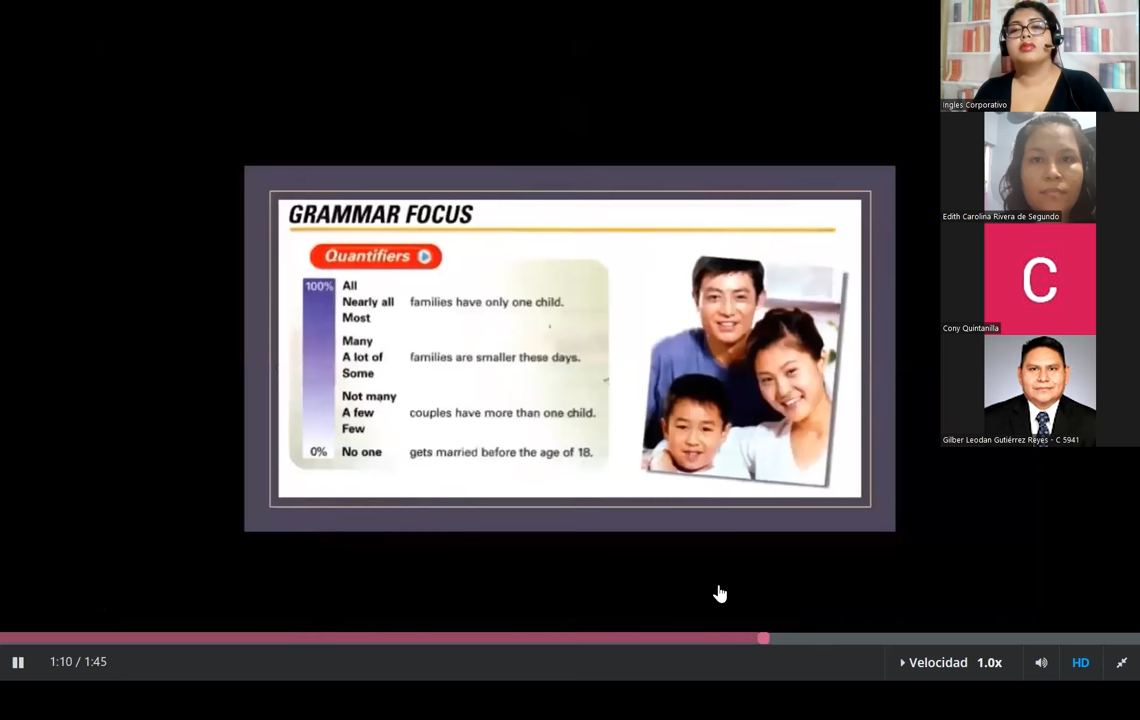 GRAMMAR FOCUS
Quantifiers
100% All
Nearly all families have only one child.
Most
Many
A lot of families are smaller these days.
Some
Not many
A few couples have more than one child.
Few
0% No one gets married before the age of 18.
Ingles Corporativo
Edith Carolina Rivera de Segundo
C
Cony Quintanilla
Gilber Leodan Gutiérrez Reyes - C 5941
1:10 / 1:45
Velocidad 1.0x
HD